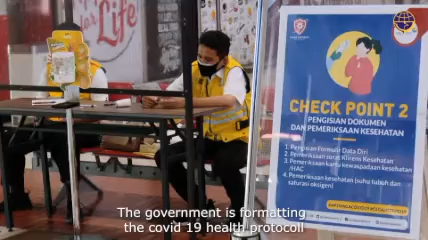 for Life
CHECK POINT 2
PENGISIAN DOKUMEN
DAN PEMERIKSAAN KESEHATAN
1. Pengisian Formulir Data Diri
2. Pemeriksaan surat Klirens Kesehatan
3. Pemeriksaan kartu kewaspadaan kesehatan
/HAC
4. Pemeriksaan kesehatan (suhu tubuh dan
saturasi oksigen)
The government is formatting
the covid 19 health protocoll